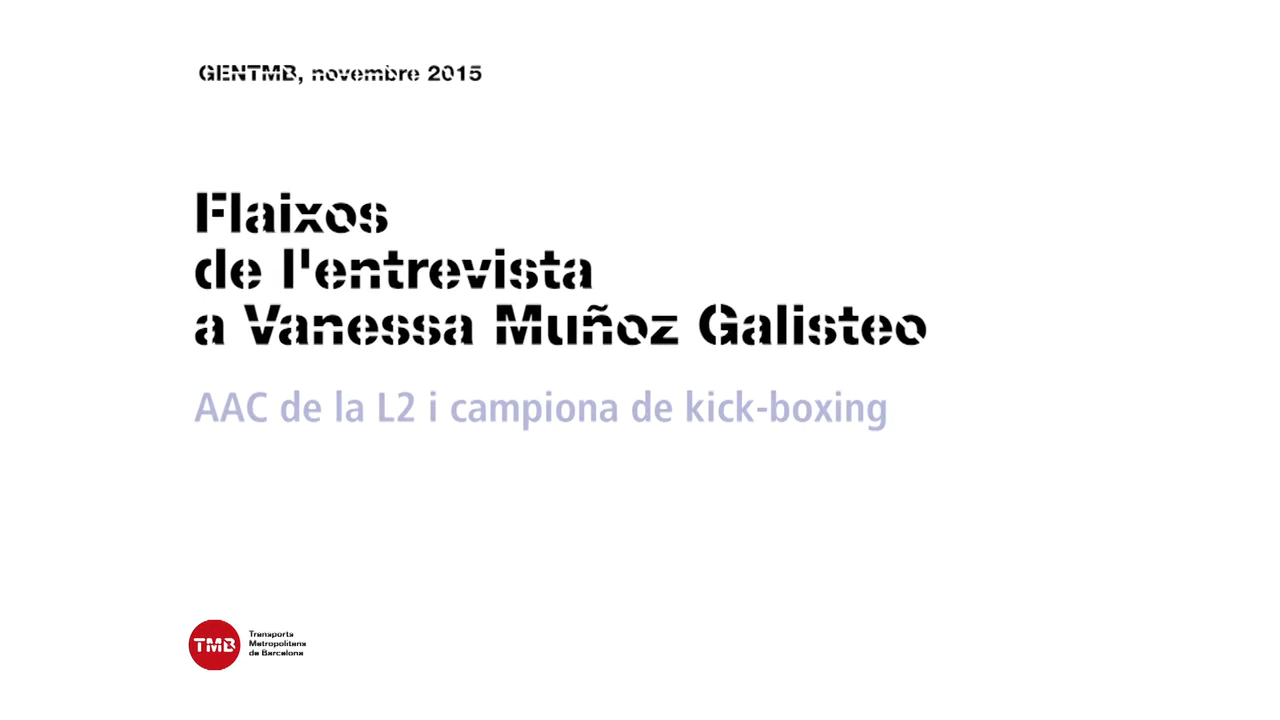 GENTMB, novembre 2015
Flaixos
de l'entrevista
a Vanessa Muñoz Galisteo
AAC de la L2 i campiona de kick-boxing
TMB
Transports
Metropolitans
de Barcelona